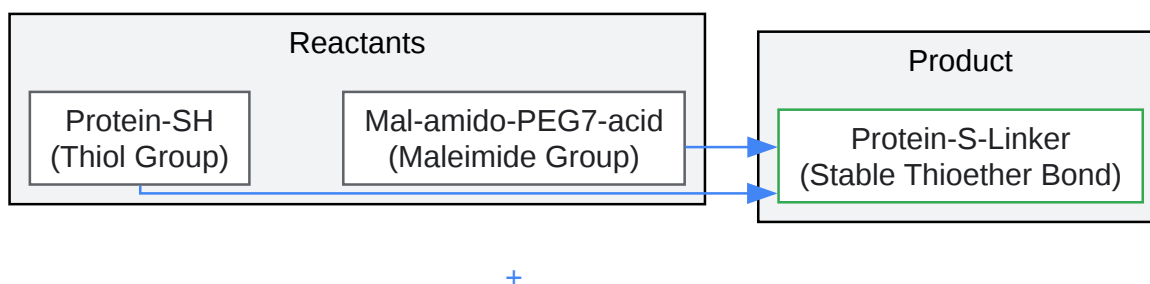 Reactants
Protein-SH
(Thiol Group)
Mal-amido-PEG7-acid
(Maleimide Group)
Product
Protein-S-Linker
(Stable Thioether Bond)
+